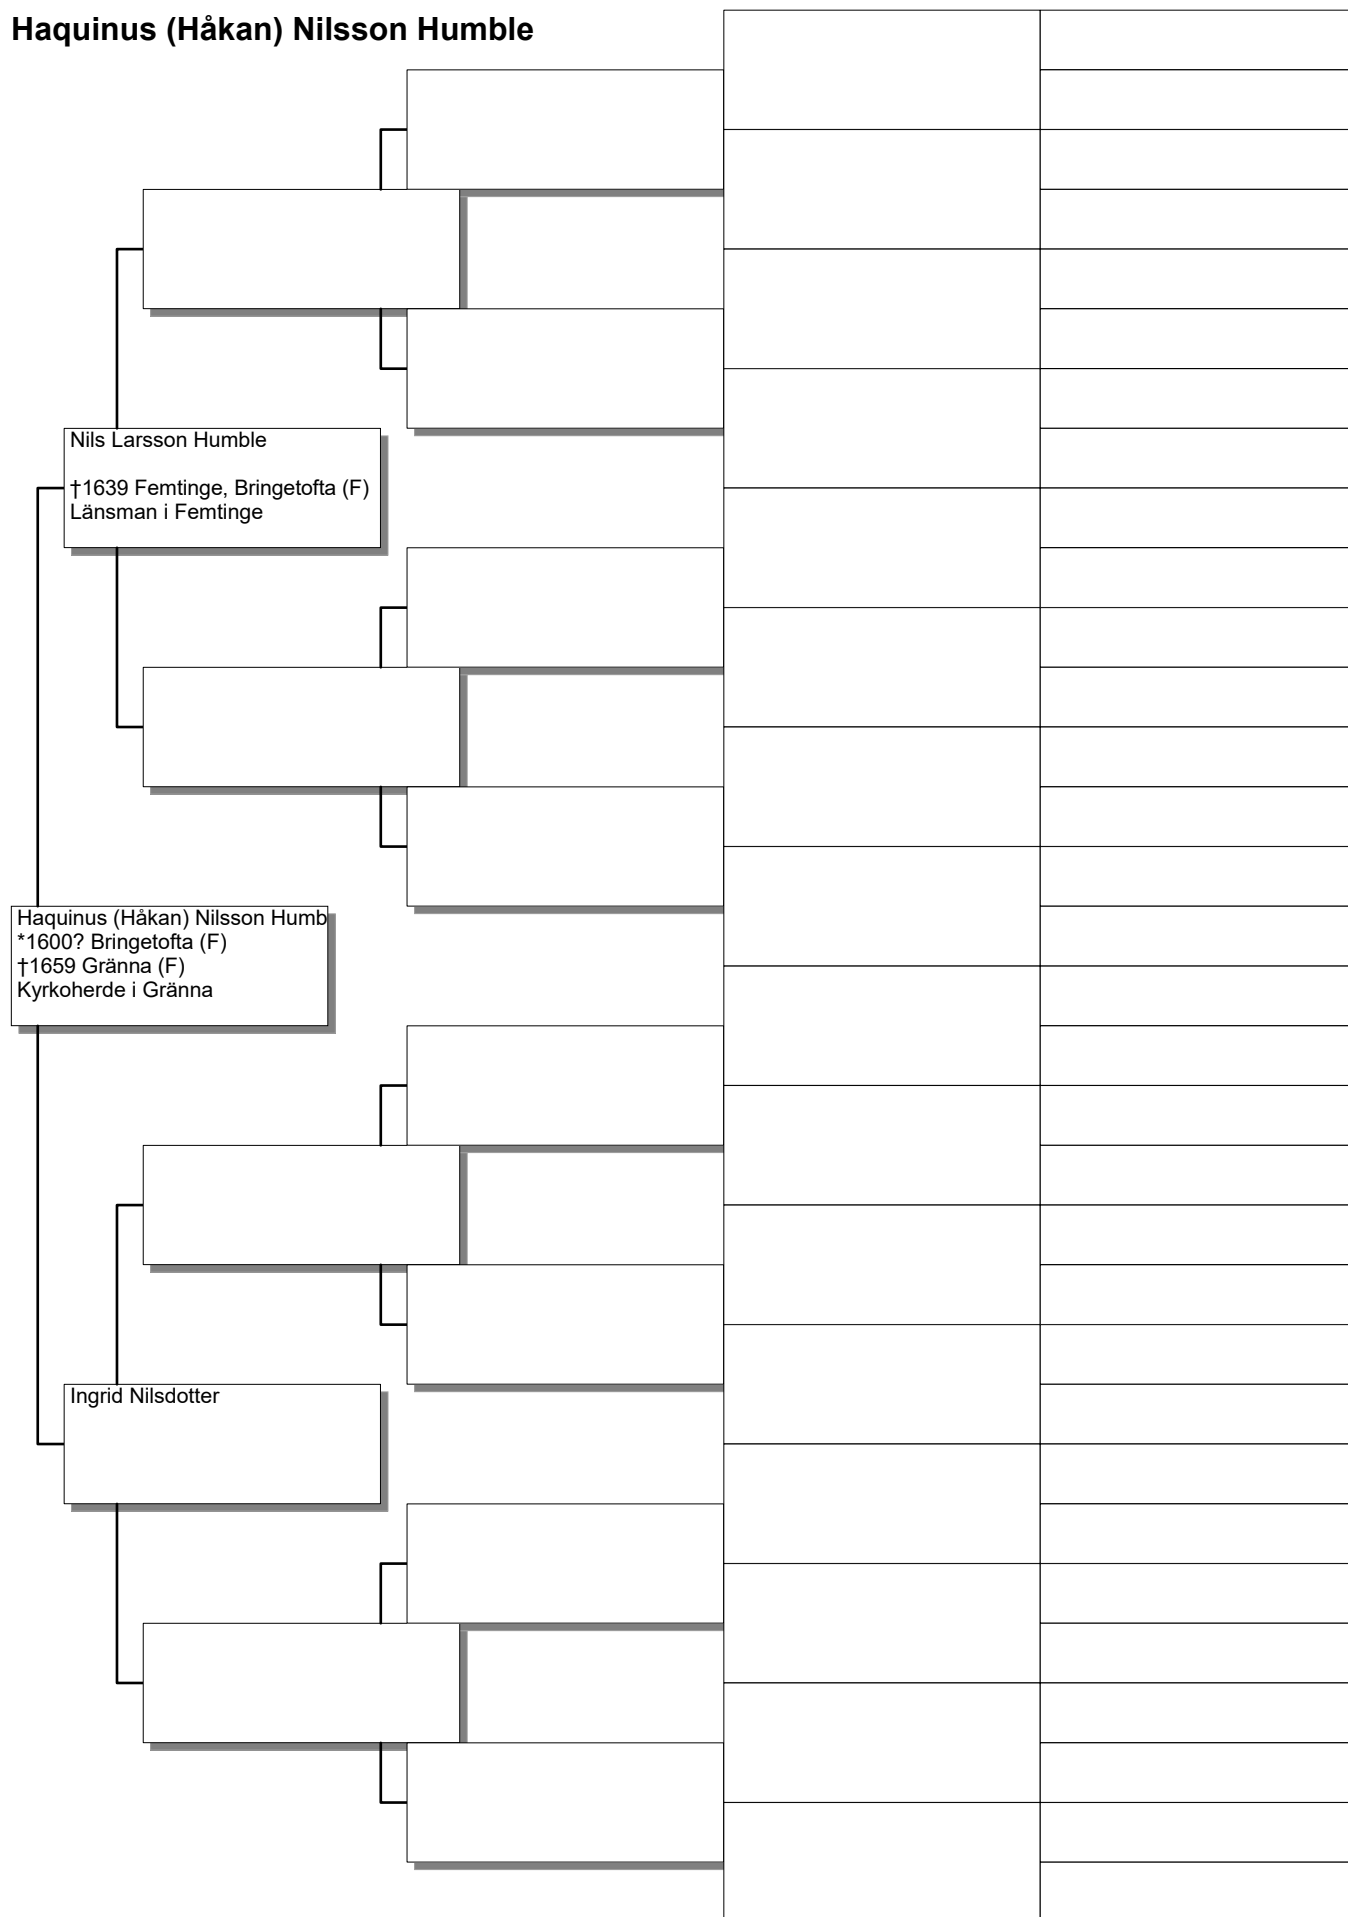 Haquinus (Håkan) Nilsson Humble
Nils Larsson Humble
†1639 Femtinge, Bringetofta (F)
Länsman i Femtinge
Haquinus (Håkan) Nilsson Humb
*1600? Bringetofta (F)
†1659 Gränna (F)
Kyrkoherde i Gränna
Ingrid Nilsdotter